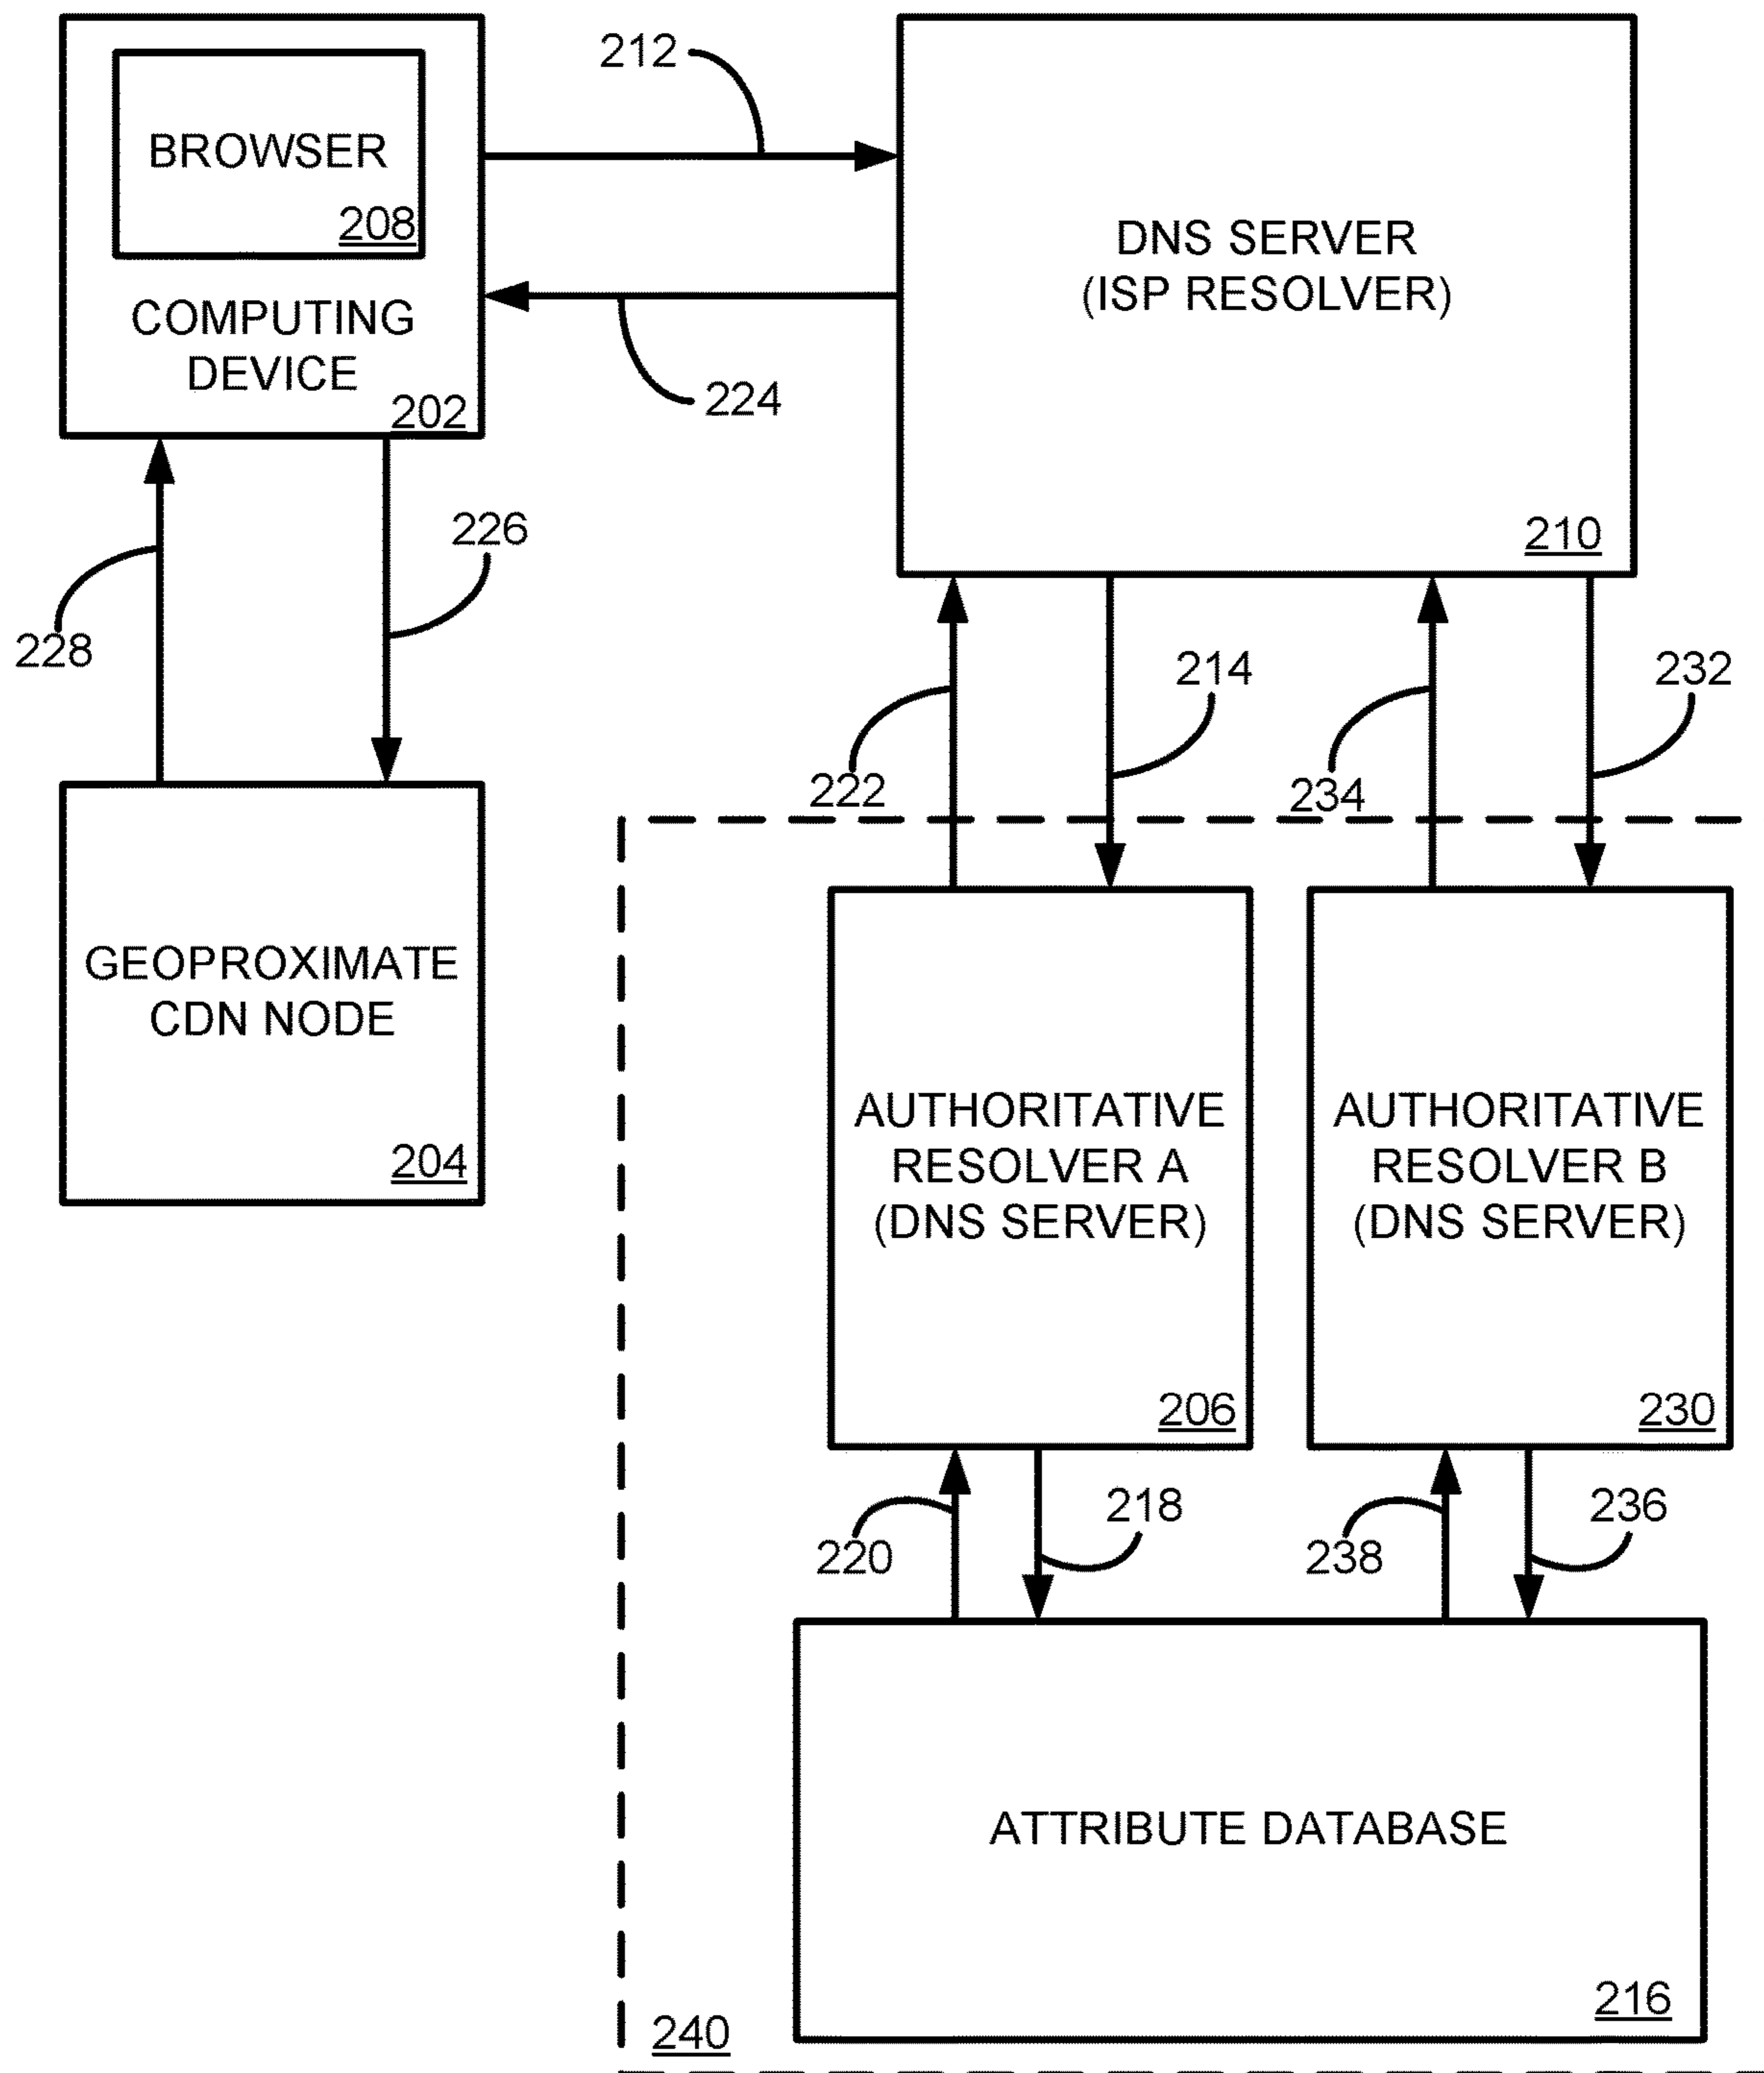 212
BROWSER
208
COMPUTING
DEVICE
202
DNS SERVER
(ISP RESOLVER)
210
224
226
228
222
214
234
232
GEOPROXIMATE
CDN NODE
204
AUTHORITATIVE
RESOLVER A
(DNS SERVER)
206
AUTHORITATIVE
RESOLVER B
(DNS SERVER)
230
220
218
238
236
ATTRIBUTE DATABASE
216
240